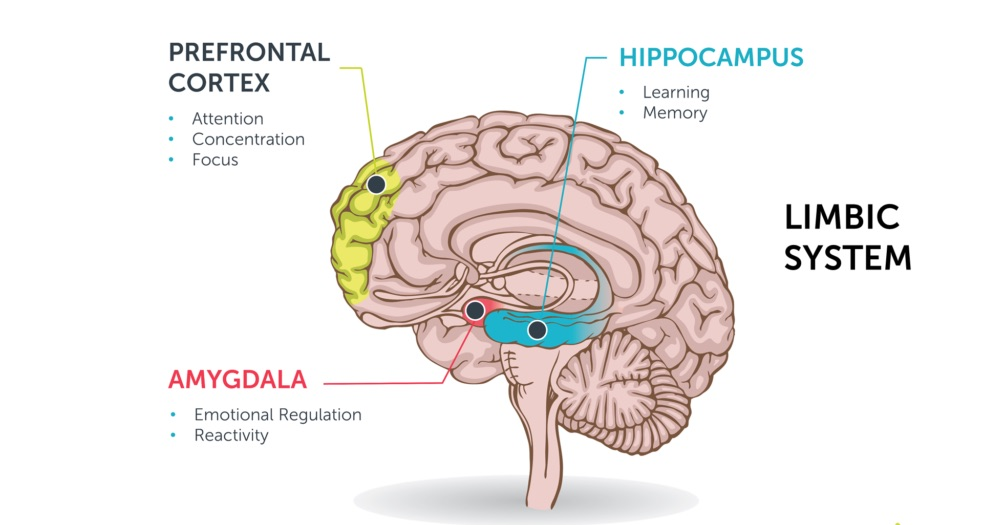 PREFRONTAL
CORTEX
• Attention
• Concentration
• Focus
HIPPOCAMPUS
• Learning
• Memory
LIMBIC
SYSTEM
AMYGDALA
• Emotional Regulation
• Reactivity